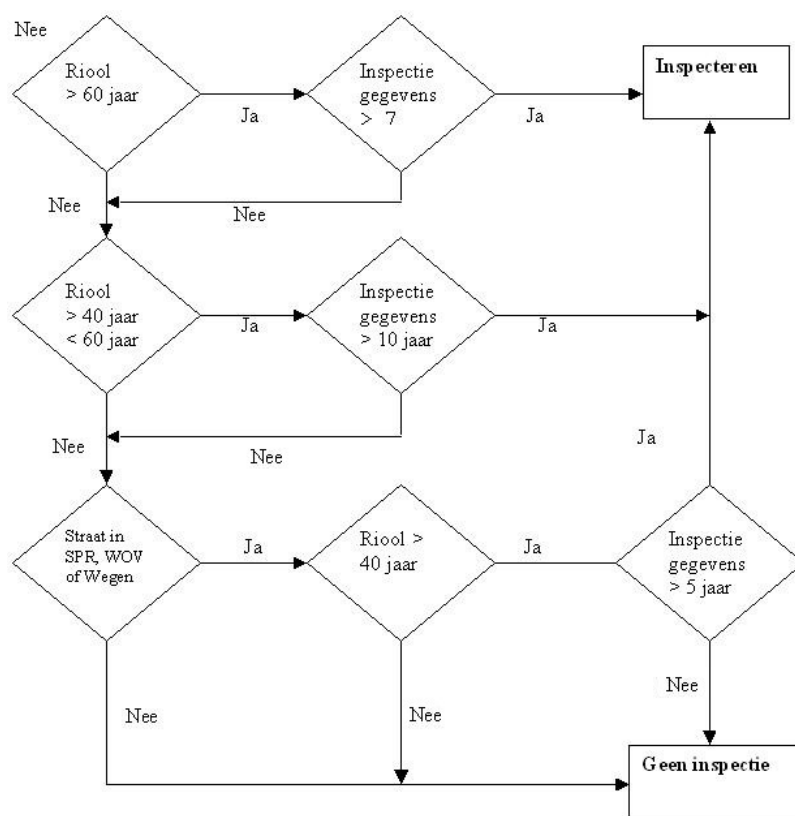 Nee
Riool
> 60 jaar
Ja
Inspectie
gegevens
> 7
Ja
Inspecteren
Nee
Nee
Riool
> 40 jaar
< 60 jaar
Ja
Inspectie
gegevens
> 10 jaar
Ja
Nee
Nee
Ja
Straat in
SPR, WOV
of Wegen
Ja
Riool >
40 jaar
Ja
Inspectie
gegevens
> 5 jaar
Nee
Nee
Nee
Geen inspectie